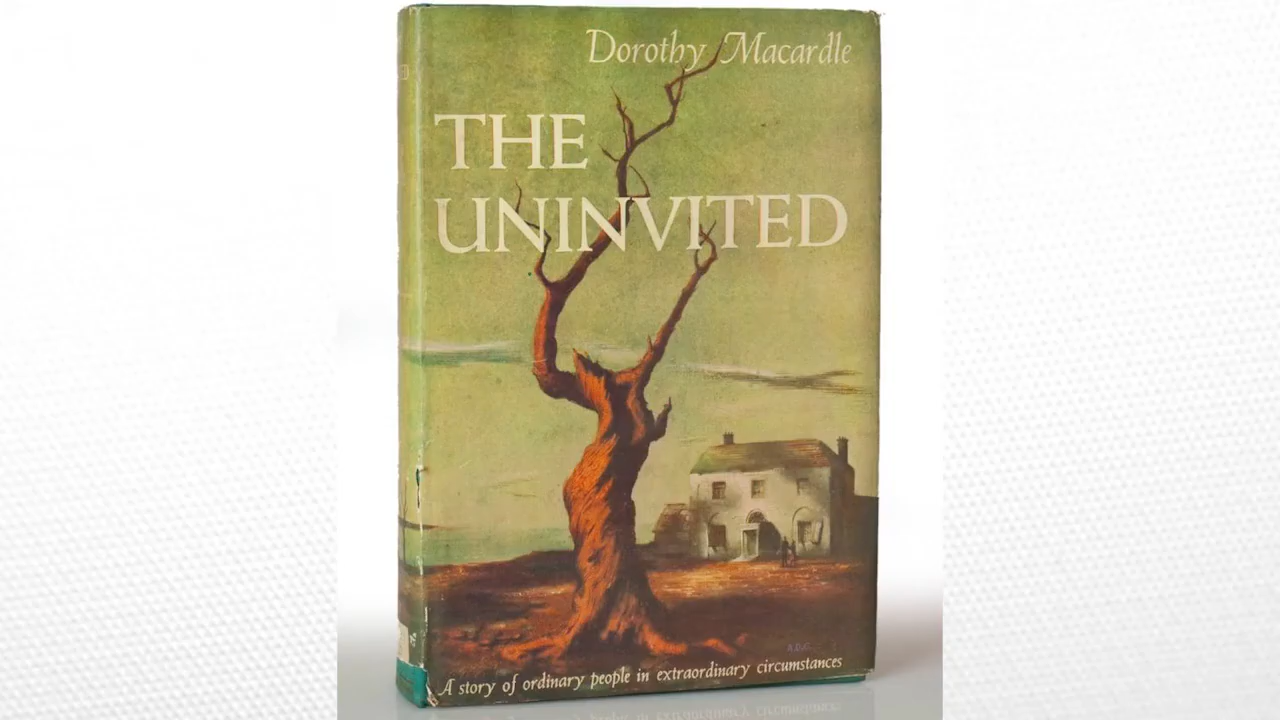 Dorothy Macardle
THE
UNINVITED
A story of ordinary people in extraordinary circumstances